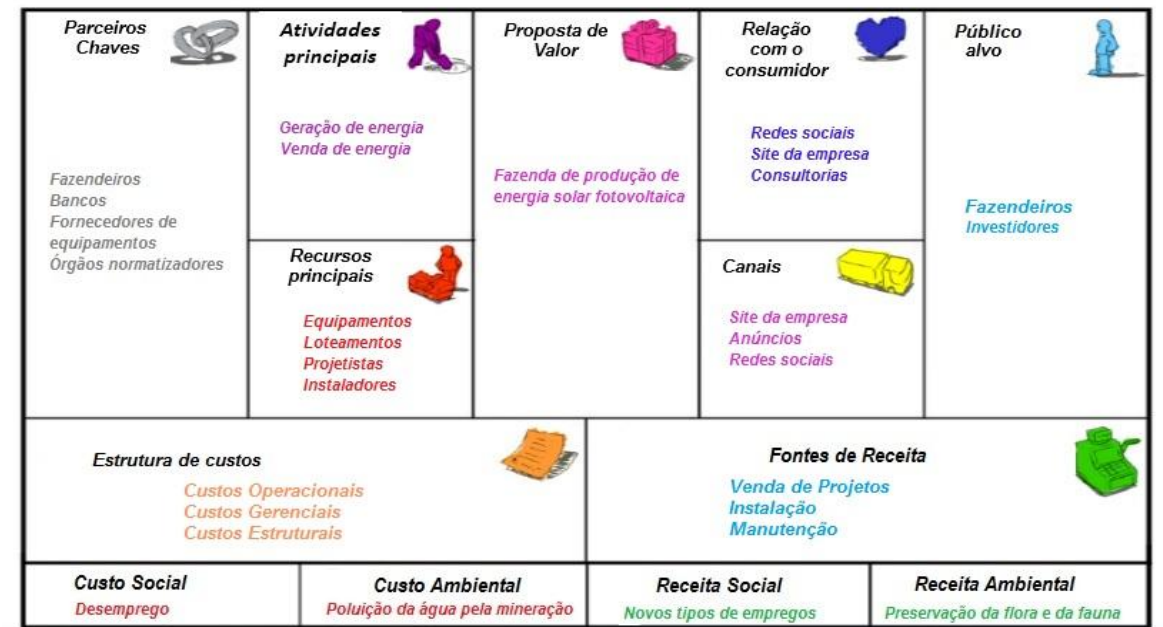 Parceiros
Chaves
Fazendeiros
Bancos
Fornecedores de
equipamentos
Órgãos normatizadores
Atividades
principais
Geração de energia
Venda de energia
Recursos
principais
Equipamentos
Loteamentos
Projetistas
Instaladores
Proposta de
Valor
Fazenda de produção de
energia solar fotovoltaica
Relação
com o
consumidor
Redes sociais
Site da empresa
Consultorias
Canais
Site da empresa
Anúncios
Redes sociais
Público
alvo
Fazendeiros
Investidores
Estrutura de custos
Custos Operacionais
Custos Gerenciais
Custos Estruturais
Fontes de Receita
Venda de Projetos
Instalação
Manutenção
Custo Social
Desemprego
Custo Ambiental
Poluição da água pela mineração
Receita Social
Novos tipos de empregos
Receita Ambiental
Preservação da flora e da fauna